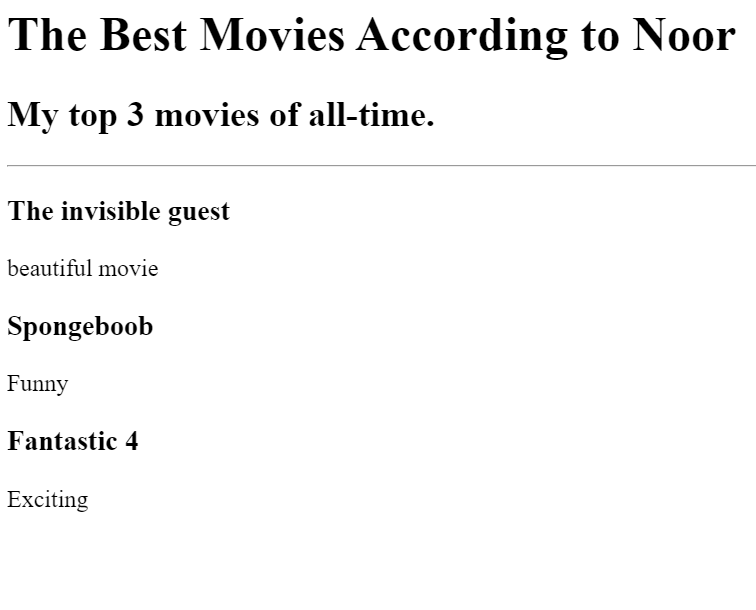 The Best Movies According to Noor
My top 3 movies of all-time.
The invisible guest
beautiful movie
Spongeboob
Funny
Fantastic 4
Exciting